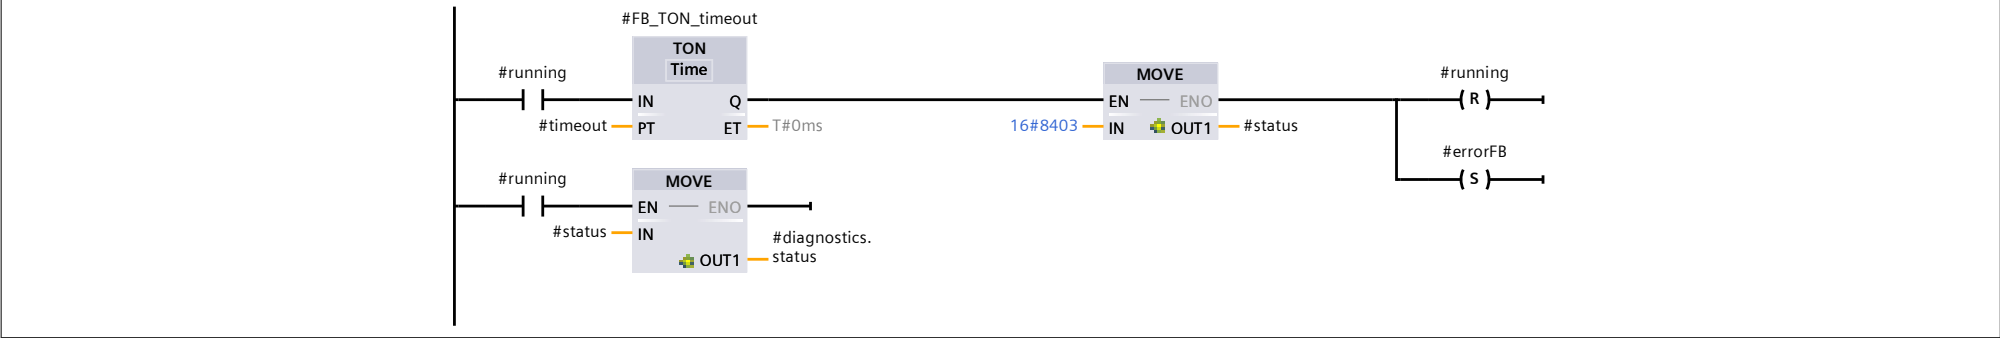 #FB_TON_timeout
TON
Time
#running
IN
Q
#timeout
PT
ET
T#0ms
MOVE
EN
ENO
16#8403
IN
OUT1
#status
#running
R
#errorFB
S
#running
MOVE
EN
ENO
#status
IN
OUT1
#diagnostics.
status